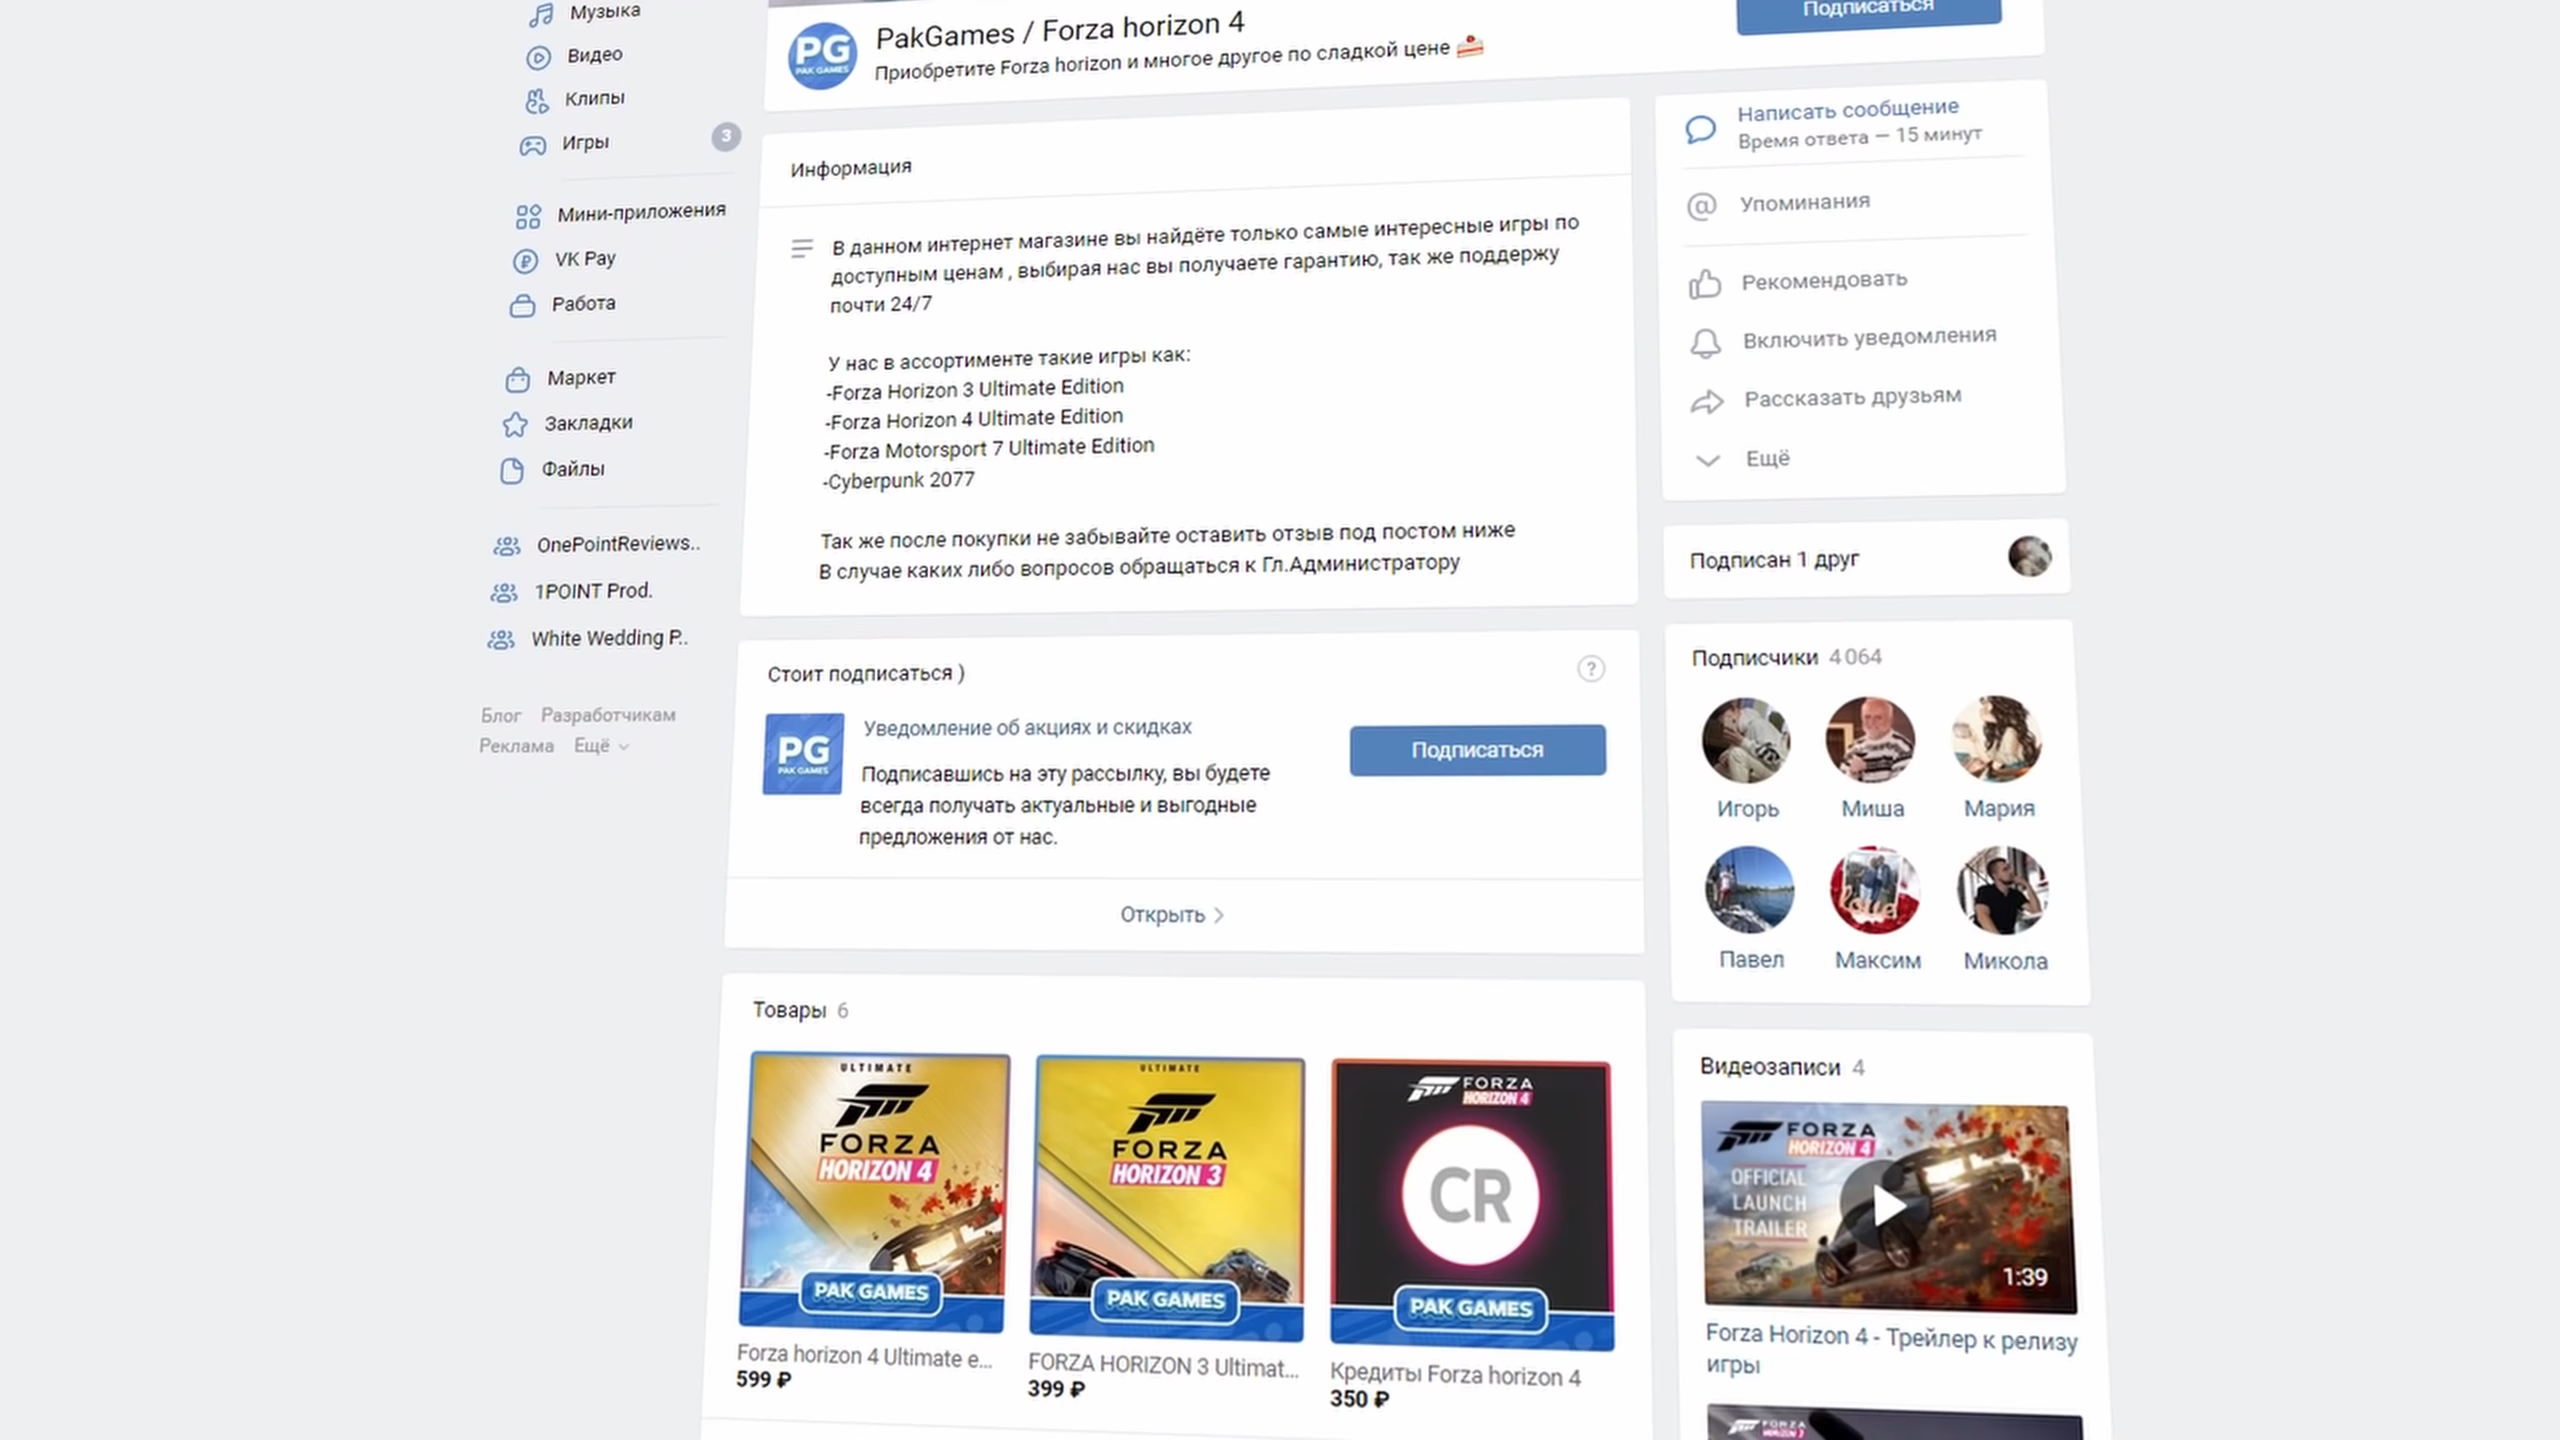 Музыка
Видео
Клипы
Игры
3
Мини-приложения
VK Pay
Работа
Маркет
Закладки
Файлы
OnePointReviews..
1POINT Prod.
White Wedding P..
Блог Разработчикам
Реклама Ещё
PG
PAK GAMES
PakGames / Forza horizon 4
Приобретите Forza horizon и многое другое по сладкой цене 🍰
Подписаться
Информация
В данном интернет магазине вы найдёте только самые интересные игры по
доступным ценам , выбирая нас вы получаете гарантию, так же поддержу
почти 24/7
У нас в ассортименте такие игры как:
-Forza Horizon 3 Ultimate Edition
-Forza Horizon 4 Ultimate Edition
-Forza Motorsport 7 Ultimate Edition
-Cyberpunk 2077
Так же после покупки не забывайте оставить отзыв под постом ниже
В случае каких либо вопросов обращаться к Гл.Администратору
Стоит подписаться )
?
PG
PAK GAMES
Уведомление об акциях и скидках
Подписавшись на эту рассылку, вы будете
всегда получать актуальные и выгодные
предложения от нас.
Подписаться
Открыть
Товары 6
ULTIMATE
FORZA
HORIZON 4
PAK GAMES
Forza horizon 4 Ultimate e...
599 ₽
ULTIMATE
FORZA
HORIZON 3
PAK GAMES
FORZA HORIZON 3 Ultimat...
399 ₽
FORZA
HORIZON 4
CR
PAK GAMES
Кредиты Forza horizon 4
350 ₽
Написать сообщение
Время ответа — 15 минут
Упоминания
Рекомендовать
Включить уведомления
Рассказать друзьям
Ещё
Подписан 1 друг
Подписчики 4 064
Игорь
Миша
Мария
Павел
Максим
Микола
Видеозаписи 4
FORZA
HORIZON 4
OFFICIAL
LAUNCH
TRAILER
1:39
Forza Horizon 4 - Трейлер к релизу
игры
FORZA